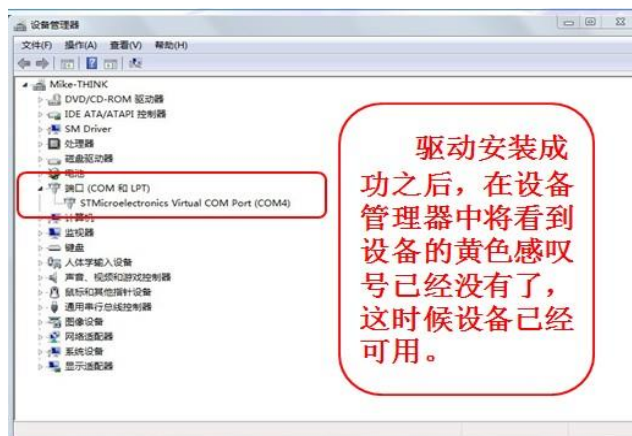 设备管理器
文件(F) 操作(A) 查看(V) 帮助(H)
Mike-THINK
DVD/CD-ROM 驱动器
IDE ATA/ATAPI 控制器
SM Driver
处理器
磁盘驱动器
电池
端口 (COM 和 LPT)
STMicroelectronics Virtual COM Port (COM4)
计算机
监视器
键盘
人体学输入设备
声音、视频和游戏控制器
鼠标和其他指针设备
通用串行总线控制器
图像设备
网络适配器
系统设备
显示适配器
驱动安装成
功之后，在设备
管理器中将看到
设备的黄色感叹
号已经没有了，
这时候设备已经
可用。